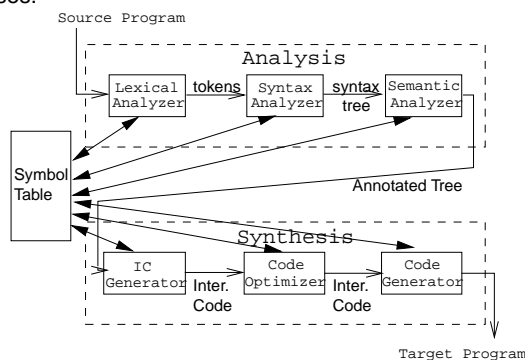 Source Program
Analysis
Lexical
Analyzer
tokens
Syntax
Analyzer
syntax
tree
Semantic
Analyzer
Symbol
Table
Annotated Tree
Synthesis
IC
Generator
Inter.
Code
Code
Optimizer
Inter.
Code
Code
Generator
Target Program